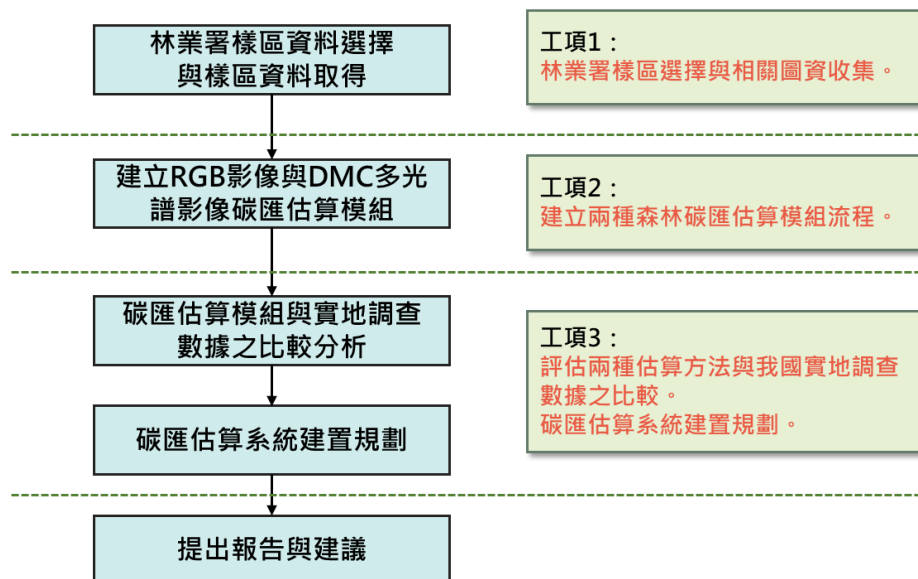 林業署樣區資料選擇
與樣區資料取得
工項1：
林業署樣區選擇與相關圖資收集。
建立RGB影像與DMC多光
譜影像碳匯估算模組
工項2：
建立兩種森林碳匯估算模組流程。
碳匯估算模組與實地調查
數據之比較分析
碳匯估算系統建置規劃
工項3：
評估兩種估算方法與我國實地調查
數據之比較。
碳匯估算系統建置規劃。
提出報告與建議